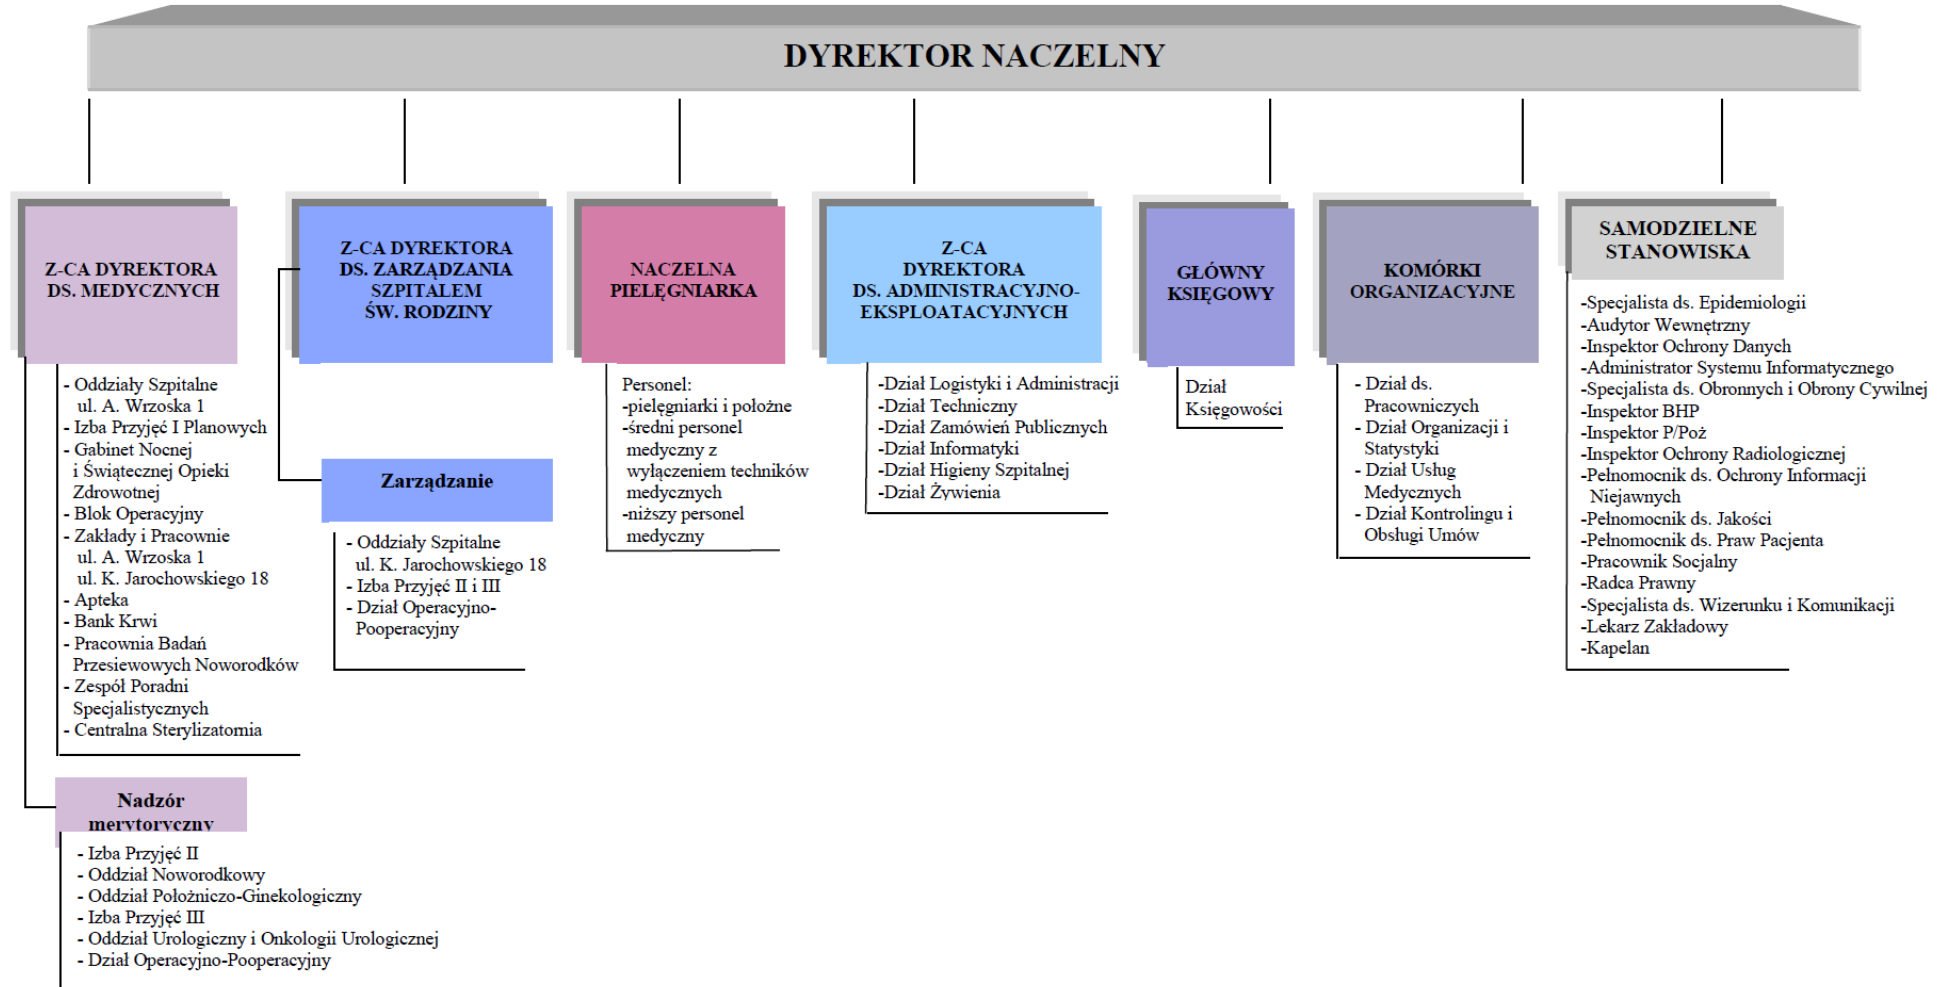 DYREKTOR NACZELNY
Z-CA DYREKTORA
DS. MEDYCZNYCH
- Oddziały Szpitalne
ul. A. Wrzoska 1
- Izba Przyjęć I Planowych
- Gabinet Nocnej
i Świątecznej Opieki
Zdrowotnej
- Blok Operacyjny
- Zakłady i Pracownie
ul. A. Wrzoska 1
ul. K. Jarochowskiego 18
- Apteka
- Bank Krwi
- Pracownia Badań
Przesiewowych Noworodków
- Zespół Poradni
Specjalistycznych
- Centralna Sterylizatornia
Nadzór
merytoryczny
- Izba Przyjęć II
- Oddział Noworodkowy
- Oddział Położniczo-Ginekologiczny
- Izba Przyjęć III
- Oddział Urologiczny i Onkologii Urologicznej
- Dział Operacyjno-Pooperacyjny
Z-CA DYREKTORA
DS. ZARZĄDZANIA
SZPITALEM
ŚW. RODZINY
Zarządzanie
- Oddziały Szpitalne
ul. K. Jarochowskiego 18
- Izba Przyjęć II i III
- Dział Operacyjno-
Pooperacyjny
NACZELNA
PIELĘGNIARKA
Personel:
-pielęgniarki i położne
-średni personel
medyczny z
wyłączeniem techników
medycznych
-niższy personel
medyczny
Z-CA
DYREKTORA
DS. ADMINISTRACYJNO-
EKSPLOATACYJNYCH
-Dział Logistyki i Administracji
-Dział Techniczny
-Dział Zamówień Publicznych
-Dział Informatyki
-Dział Higieny Szpitalnej
-Dział Żywienia
GŁÓWNY
KSIĘGOWY
Dział
Księgowości
KOMÓRKI
ORGANIZACYJNE
- Dział ds.
Pracowniczych
- Dział Organizacji i
Statystyki
- Dział Usług
Medycznych
- Dział Kontrolingu i
Obsługi Umów
SAMODZIELNE
STANOWISKA
-Specjalista ds. Epidemiologii
-Audytor Wewnętrzny
-Inspektor Ochrony Danych
-Administrator Systemu Informatycznego
-Specjalista ds. Obronnych i Obrony Cywilnej
-Inspektor BHP
-Inspektor P/Poż
-Inspektor Ochrony Radiologicznej
-Pełnomocnik ds. Ochrony Informacji
Niejawnych
-Pełnomocnik ds. Jakości
-Pełnomocnik ds. Praw Pacjenta
-Pracownik Socjalny
-Radca Prawny
-Specjalista ds. Wizerunku i Komunikacji
-Lekarz Zakładowy
-Kapelan